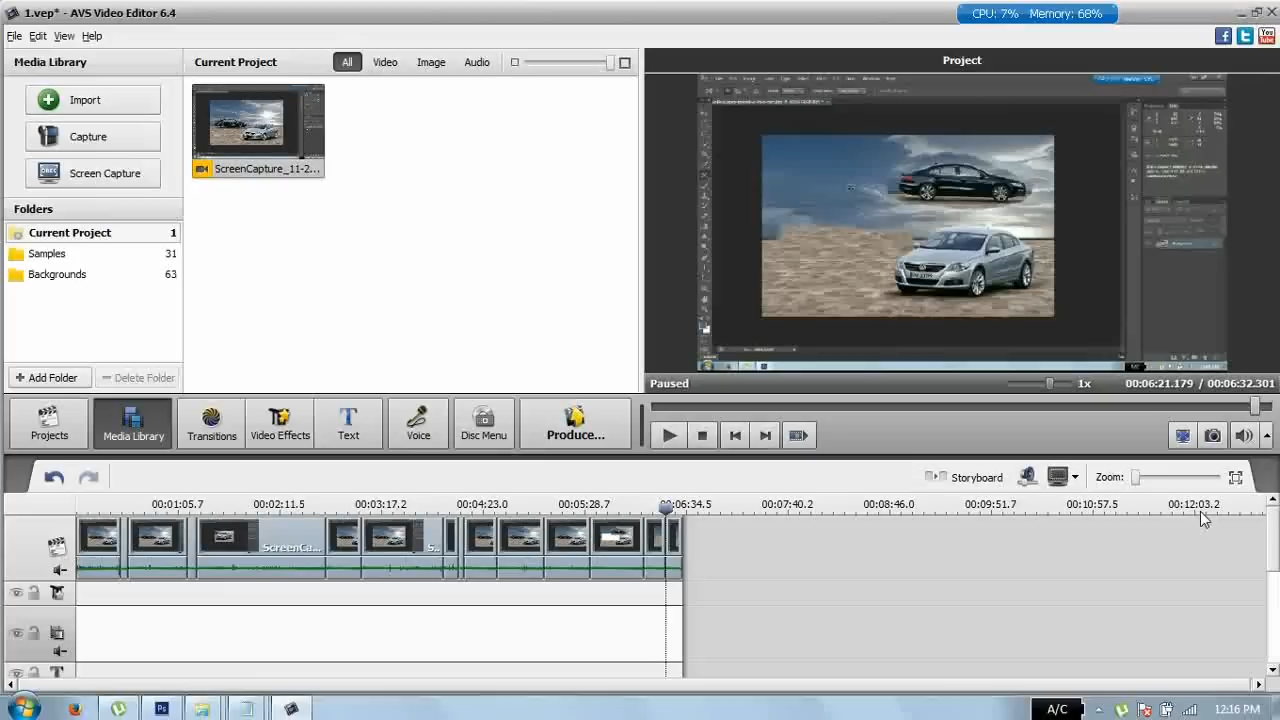 1.vep* - AVS Video Editor 6.4
CPU: 7% Memory: 68%
File Edit View Help
Media Library
Current Project
All Video Image Audio
Project
Import
Capture
Screen Capture
ScreenCapture_11-2...
Folders
Current Project 1
Samples 31
Backgrounds 63
+ Add Folder
Delete Folder
Paused
1x
00:06:21.179 / 00:06:32.301
Projects
Media Library
Transitions
Video Effects
Text
Voice
Disc Menu
Produce...
Storyboard
Zoom:
00:01:05.7 00:02:11.5 00:03:17.2 00:04:23.0 00:05:28.7 00:06:34.5 00:07:40.2 00:08:46.0 00:09:51.7 00:10:57.5 00:12:03.2
ScreenCa...
S..
A/C
12:16 PM